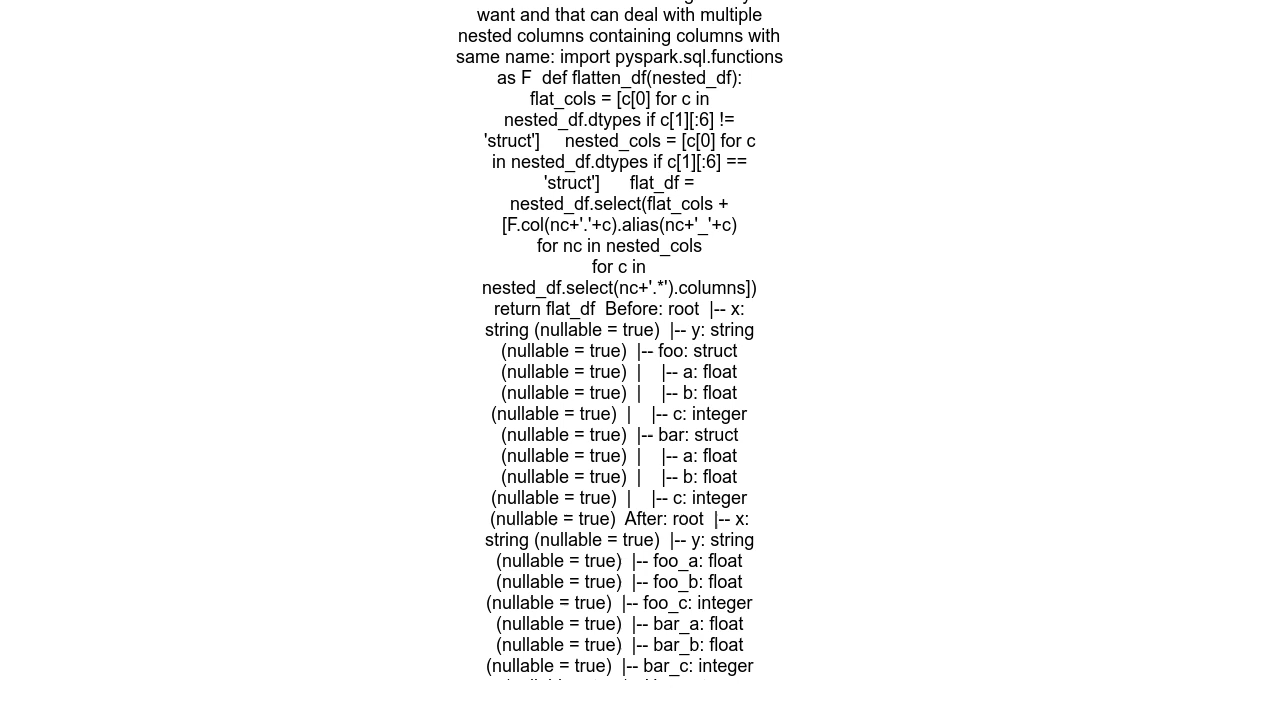 want and that can deal with multiple
nested columns containing columns with
same name: import pyspark.sql.functions
as F  def flatten_df(nested_df):
flat_cols = [c[0] for c in
nested_df.dtypes if c[1][:6] !=
'struct']     nested_cols = [c[0] for c
in nested_df.dtypes if c[1][:6] ==
'struct']      flat_df =
nested_df.select(flat_cols +
[F.col(nc+'.'+c).alias(nc+'_'+c)
for nc in nested_cols
for c in
nested_df.select(nc+'.*').columns])
return flat_df  Before: root  |-- x:
string (nullable = true)  |-- y: string
(nullable = true)  |-- foo: struct
(nullable = true)  |    |-- a: float
(nullable = true)  |    |-- b: float
(nullable = true)  |    |-- c: integer
(nullable = true)  |-- bar: struct
(nullable = true)  |    |-- a: float
(nullable = true)  |    |-- b: float
(nullable = true)  |    |-- c: integer
(nullable = true)  After: root  |-- x:
string (nullable = true)  |-- y: string
(nullable = true)  |-- foo_a: float
(nullable = true)  |-- foo_b: float
(nullable = true)  |-- foo_c: integer
(nullable = true)  |-- bar_a: float
(nullable = true)  |-- bar_b: float
(nullable = true)  |-- bar_c: integer